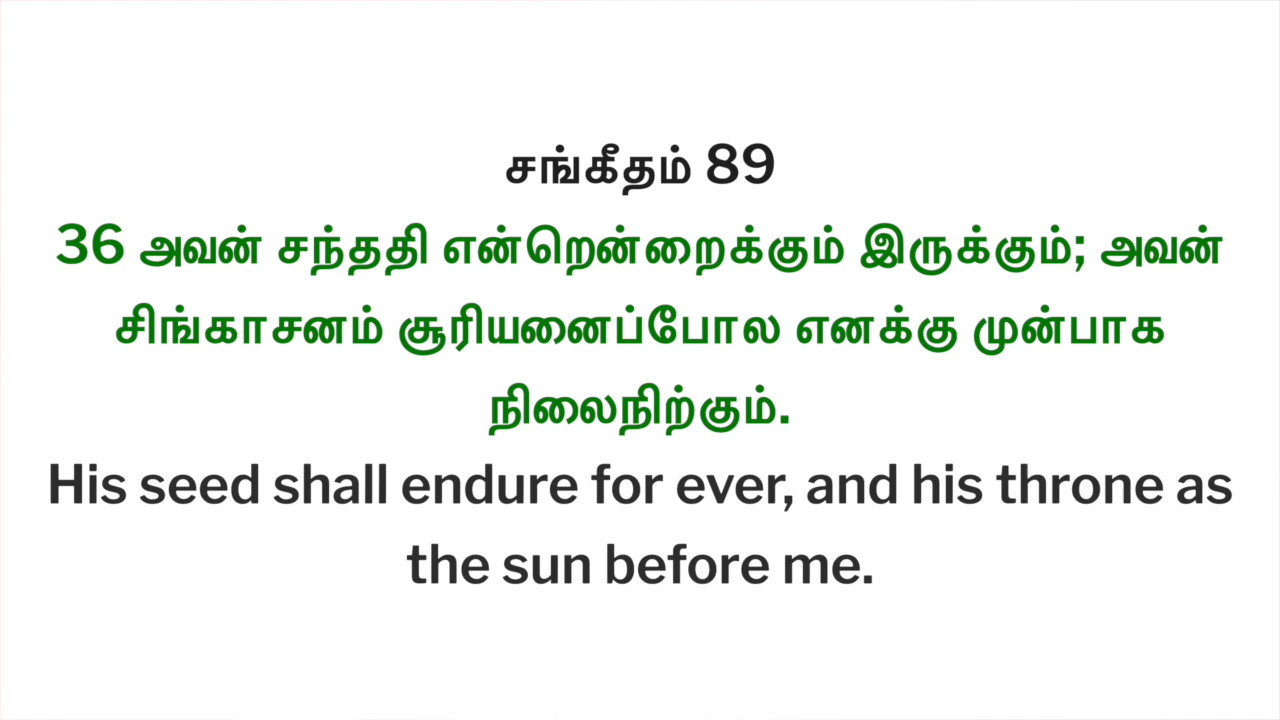 சங்கீதம் 89
36 அவன் சந்ததி என்றென்றைக்கும் இருக்கும்; அவன்
சிங்காசனம் சூரியனைப்போல எனக்கு முன்பாக
நிலைநிற்கும்.
His seed shall endure for ever, and his throne as
the sun before me.